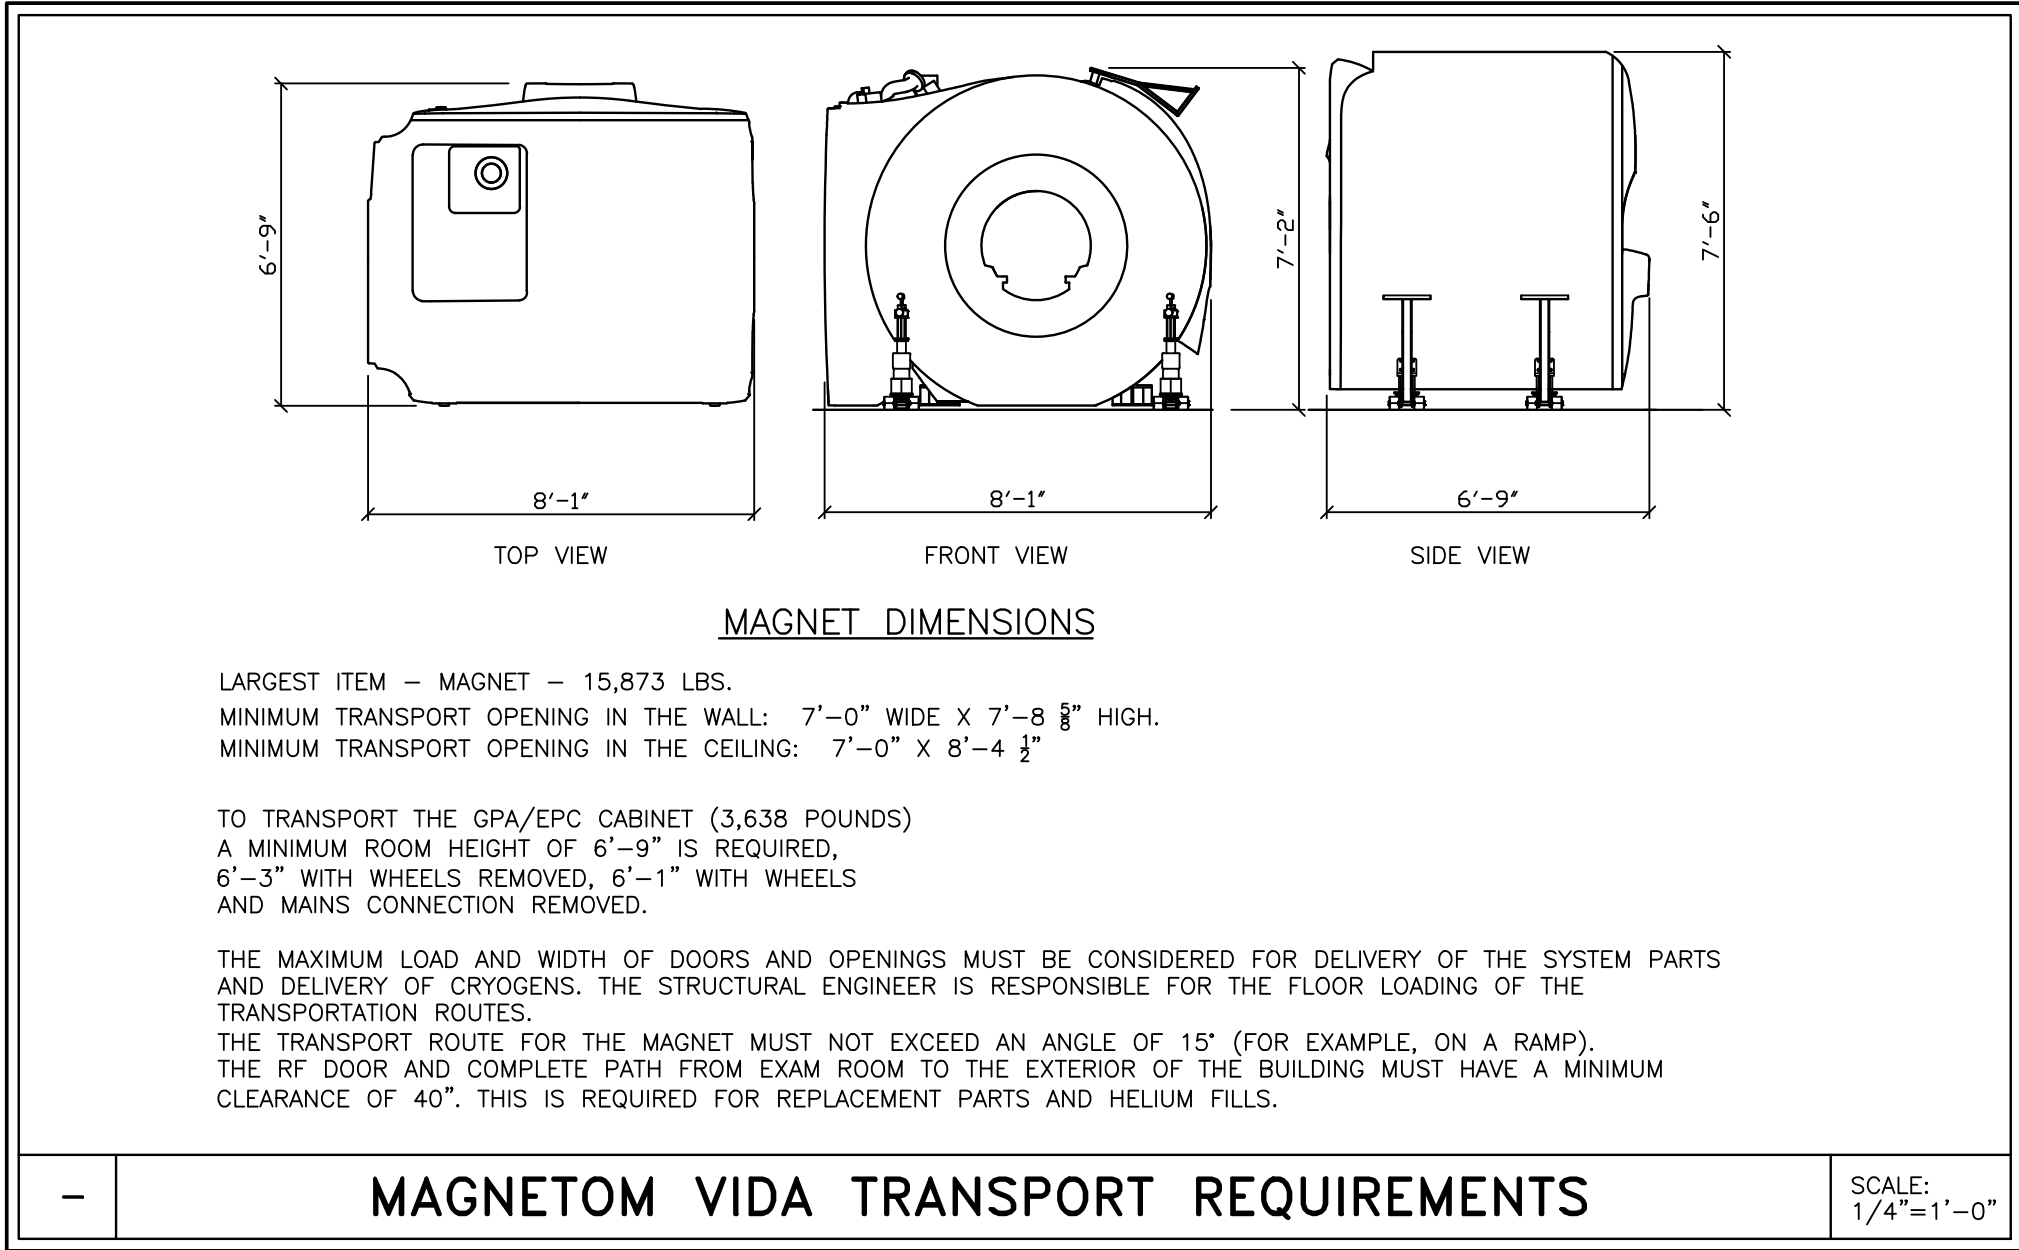 6'-9"
8'-1"
TOP VIEW
7'-2"
8'-1"
FRONT VIEW
7'-6"
6'-9"
SIDE VIEW
MAGNET DIMENSIONS
LARGEST ITEM – MAGNET – 15,873 LBS.
MINIMUM TRANSPORT OPENING IN THE WALL: 7'–0" WIDE X 7'–8 5/8" HIGH.
MINIMUM TRANSPORT OPENING IN THE CEILING: 7'–0" X 8'–4 1/2"
TO TRANSPORT THE GPA/EPC CABINET (3,638 POUNDS)
A MINIMUM ROOM HEIGHT OF 6'–9" IS REQUIRED,
6'–3" WITH WHEELS REMOVED, 6'–1" WITH WHEELS
AND MAINS CONNECTION REMOVED.
THE MAXIMUM LOAD AND WIDTH OF DOORS AND OPENINGS MUST BE CONSIDERED FOR DELIVERY OF THE SYSTEM PARTS
AND DELIVERY OF CRYOGENS. THE STRUCTURAL ENGINEER IS RESPONSIBLE FOR THE FLOOR LOADING OF THE
TRANSPORTATION ROUTES.
THE TRANSPORT ROUTE FOR THE MAGNET MUST NOT EXCEED AN ANGLE OF 15° (FOR EXAMPLE, ON A RAMP).
THE RF DOOR AND COMPLETE PATH FROM EXAM ROOM TO THE EXTERIOR OF THE BUILDING MUST HAVE A MINIMUM
CLEARANCE OF 40". THIS IS REQUIRED FOR REPLACEMENT PARTS AND HELIUM FILLS.
–
MAGNETOM VIDA TRANSPORT REQUIREMENTS
SCALE:
1/4"=1'–0"